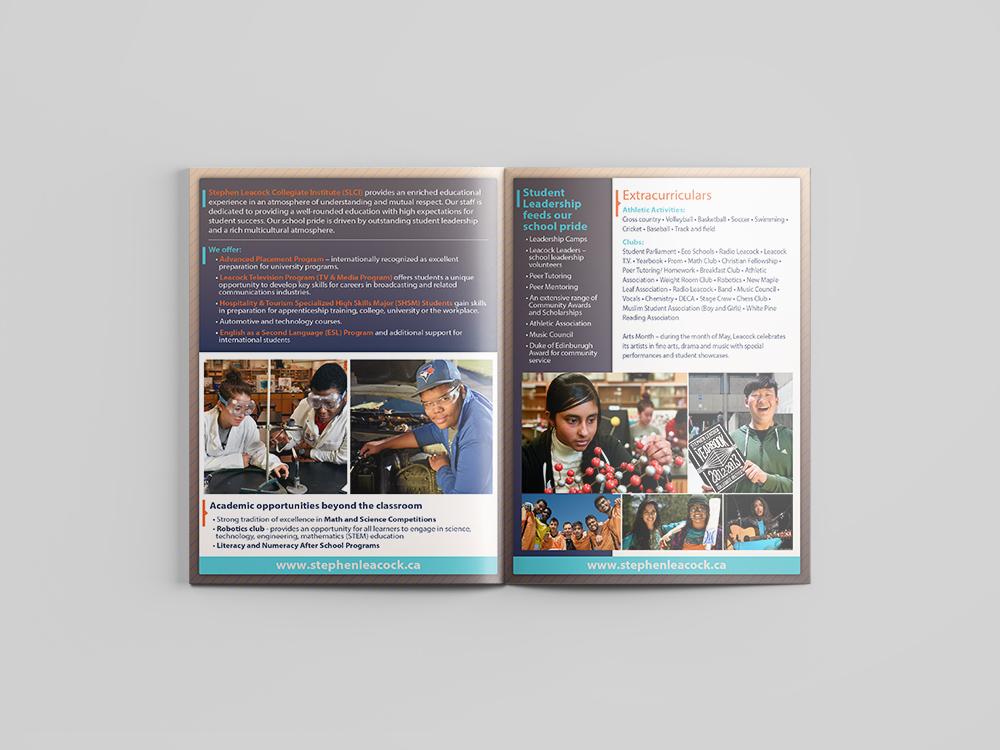 Stephen Leacock Collegiate Institute (SLCI) provides an enriched educational
experience in an atmosphere of understanding and mutual respect. Our staff is
dedicated to providing a well-rounded education with high expectations for
student success. Our school pride is driven by outstanding student leadership
and a rich multicultural atmosphere.
We offer:
• Advanced Placement Program – internationally recognized as excellent
preparation for university programs.
• Leacock Television Program (TV & Media Program) offers students a unique
opportunity to develop key skills for careers in broadcasting and related
communications industries.
• Hospitality & Tourism Specialized High Skills Major (SHSM) Students gain skills
in preparation for apprenticeship training, college, university or the workplace.
• Automotive and technology courses.
• English as a Second Language (ESL) Program and additional support for
international students
Academic opportunities beyond the classroom
• Strong tradition of excellence in Math and Science Competitions
• Robotics club - provides an opportunity for all learners to engage in science,
technology, engineering, mathematics (STEM) education
• Literacy and Numeracy After School Programs
www.stephenleacock.ca
Student
Leadership
feeds our
school pride
• Leadership Camps
• Leacock Leaders –
school leadership
volunteers
• Peer Tutoring
• Peer Mentoring
• An extensive range of
Community Awards
and Scholarships
• Athletic Association
• Music Council
• Duke of Edinburugh
Award for community
service
Extracurriculars
Athletic Activities:
Cross country • Volleyball • Basketball • Soccer • Swimming •
Cricket • Baseball • Track and field
Clubs:
Student Parliament • Eco Schools • Radio Leacock • Leacock
T.V. • Yearbook • Prom • Math Club • Christian Fellowship •
Peer Tutoring/ Homework • Breakfast Club • Athletic
Association • Weight Room Club • Robotics • New Maple
Leaf Association • Radio Leacock • Band • Music Council •
Vocals • Chemistry • DECA • Stage Crew • Chess Club •
Muslim Student Association (Boy and Girls) • White Pine
Reading Association
Arts Month – during the month of May, Leacock celebrates
its artists in fine arts, drama and music with special
performances and student showcases.
STEPHEN LEACOCK
YEARBOOK
2012-2013
www.stephenleacock.ca